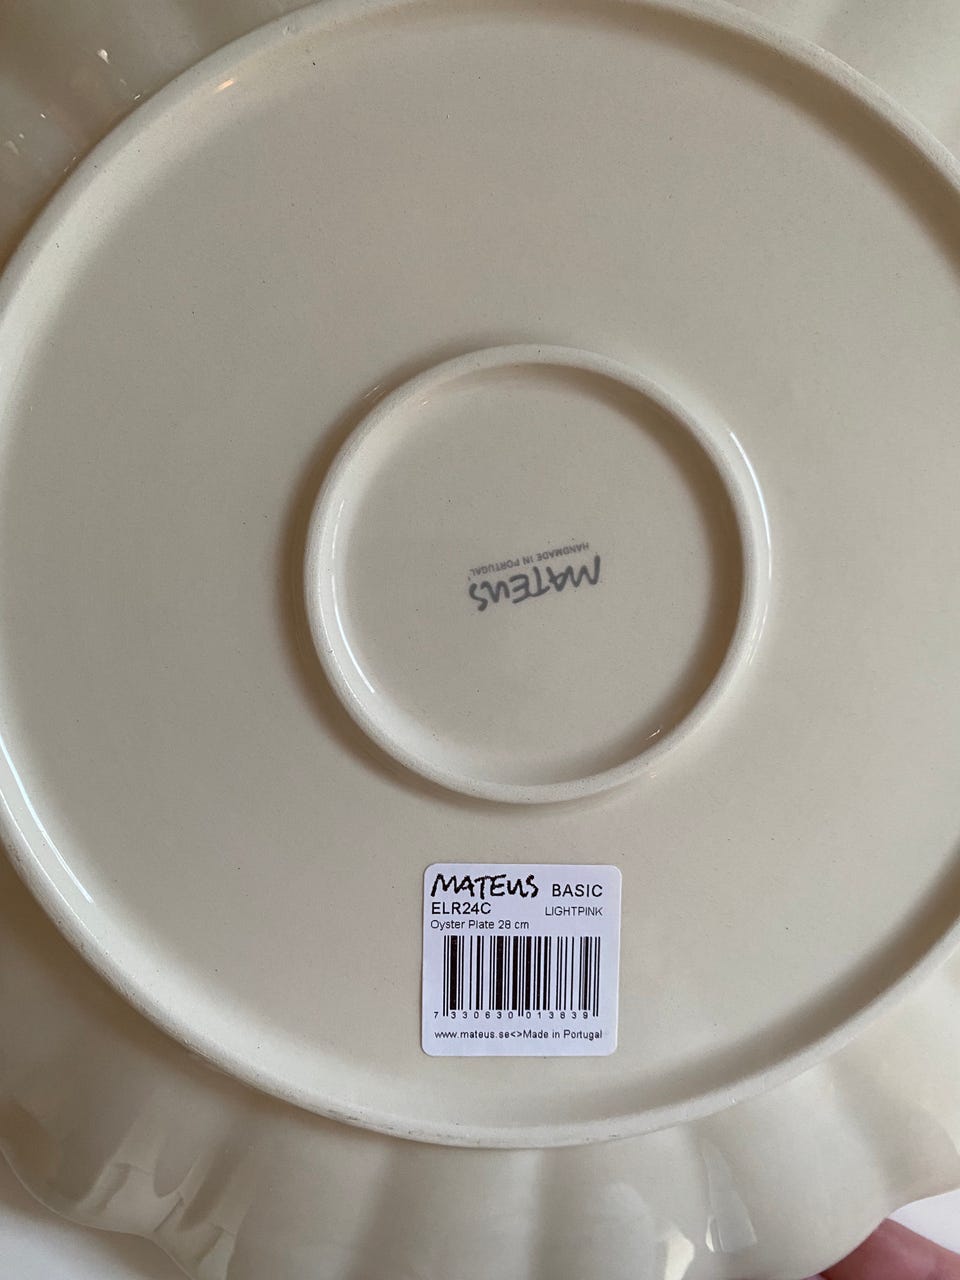 MATEUS
HANDMADE IN PORTUGAL
MATEUS BASIC
ELR24C LIGHTPINK
Oyster Plate 28 cm
7 330630 013839
www.mateus.se<>Made in Portugal